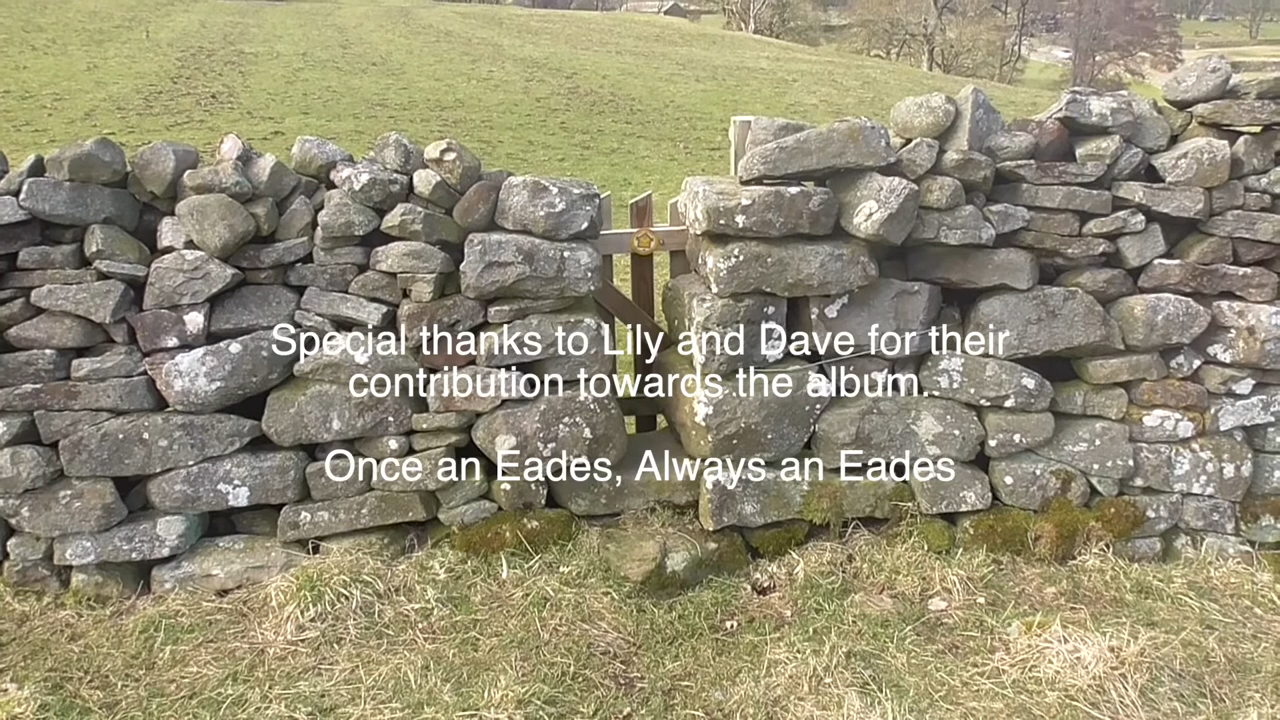 Special thanks to Lily and Dave for their
contribution towards the album..
Once an Eades, Always an Eades